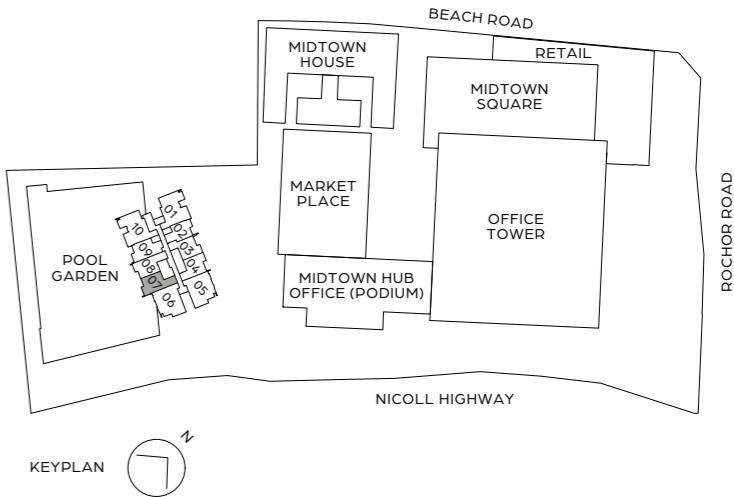 BEACH ROAD
MIDTOWN
HOUSE
RETAIL
MIDTOWN
SQUARE
MARKET
PLACE
OFFICE
TOWER
ROCHOR ROAD
POOL
GARDEN
10
09
08
07
06
01
02
03
04
05
MIDTOWN HUB
OFFICE (PODIUM)
NICOLL HIGHWAY
KEYPLAN
N